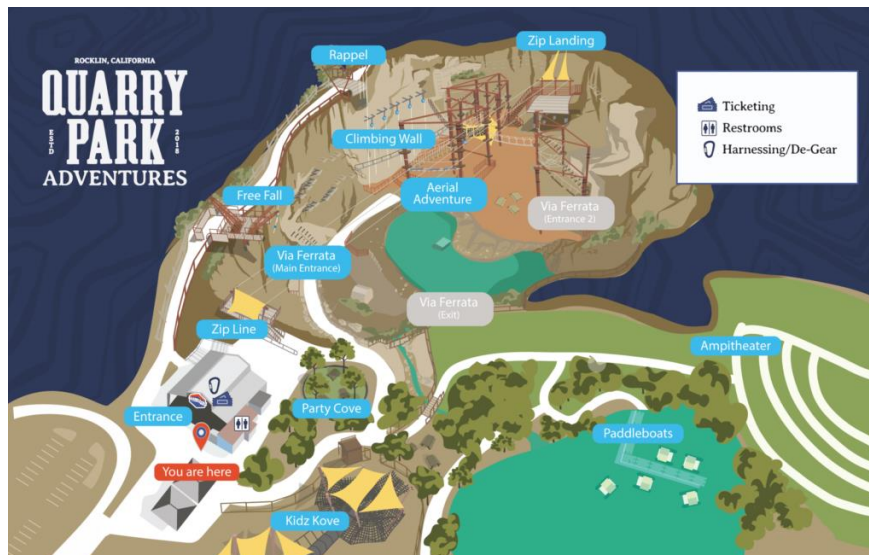 ROCKLIN, CALIFORNIA
QUARRY
ESTD
PARK
2018
ADVENTURES
Rappel
Zip Landing
Ticketing
Restrooms
Harnessing/De-Gear
Climbing Wall
Aerial
Adventure
Free Fall
Via Ferrata
(Entrance 2)
Via Ferrata
(Main Entrance)
Via Ferrata
(Exit)
Zip Line
Ampitheater
Entrance
Party Cove
Paddleboats
You are here
Kidz Kove